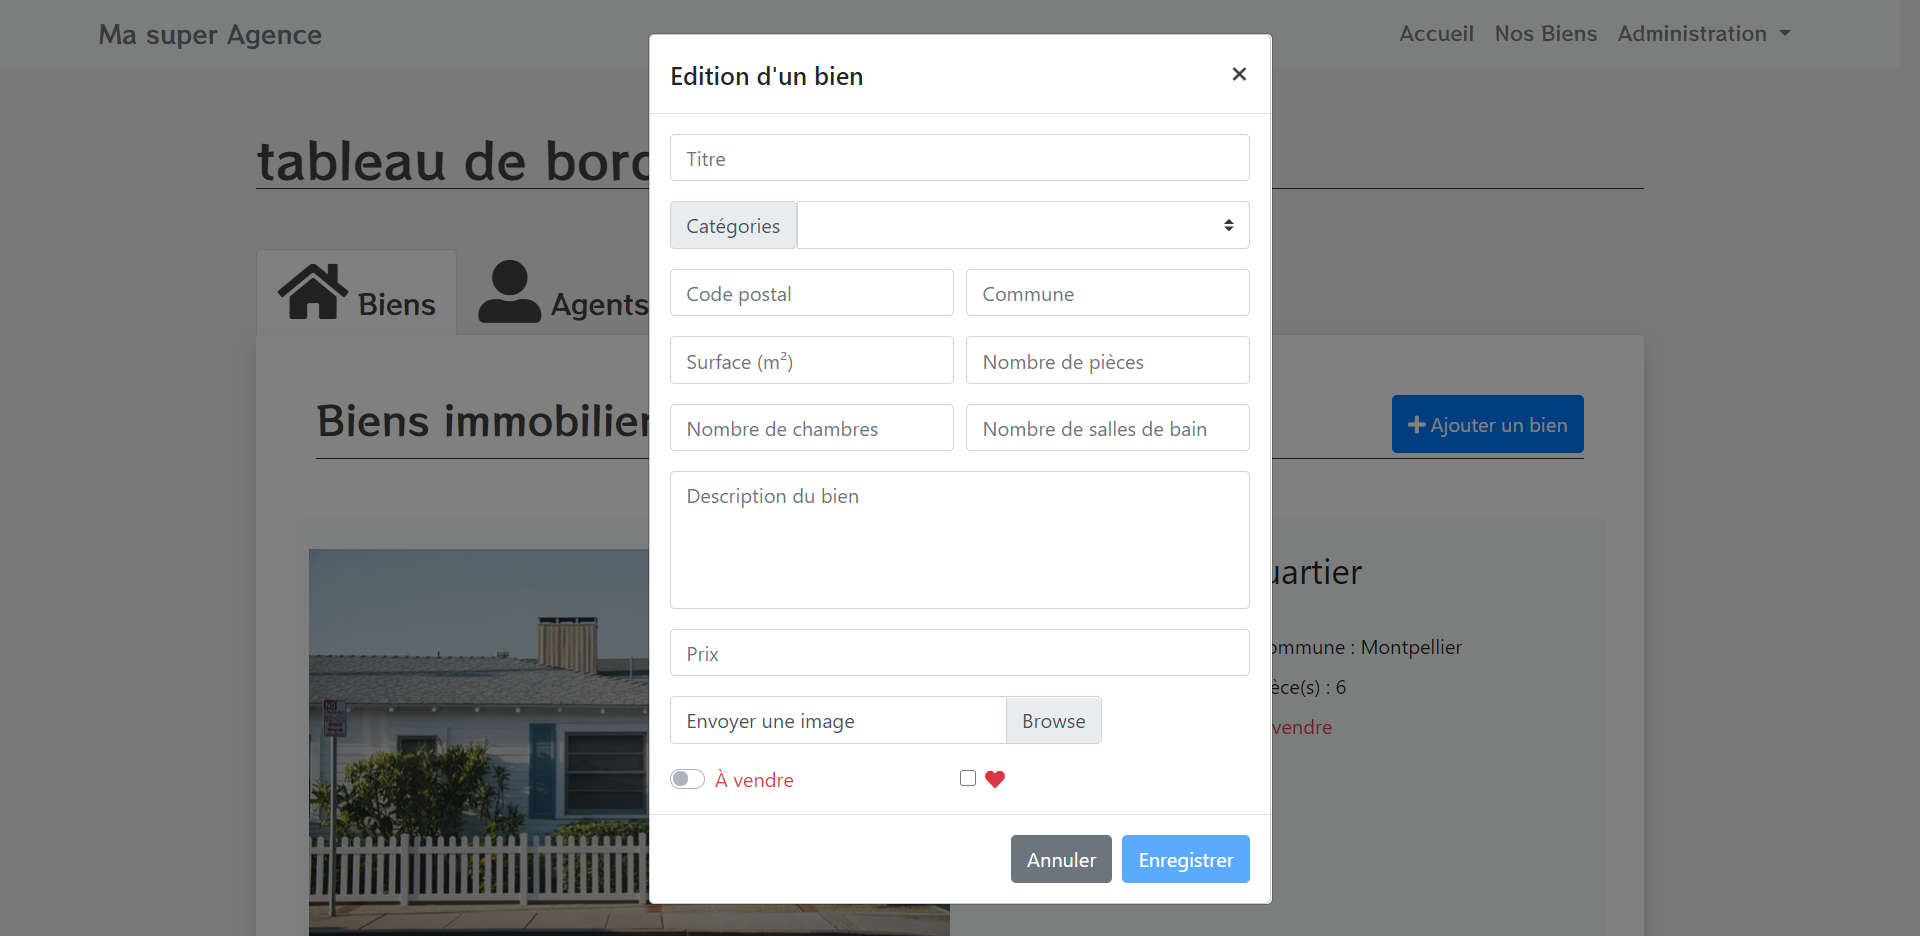 Ma super Agence
Accueil Nos Biens Administration
Edition d'un bien ×
tableau de bord
Titre
Catégories
Biens Agents
Code postal Commune
Surface (m²) Nombre de pièces
Biens immobilier
Ajouter un bien
Nombre de chambres Nombre de salles de bain
Description du bien
uartier
ommune : Montpellier
Prix
èce(s) : 6
Envoyer une image Browse
vendre
À vendre
Annuler Enregistrer